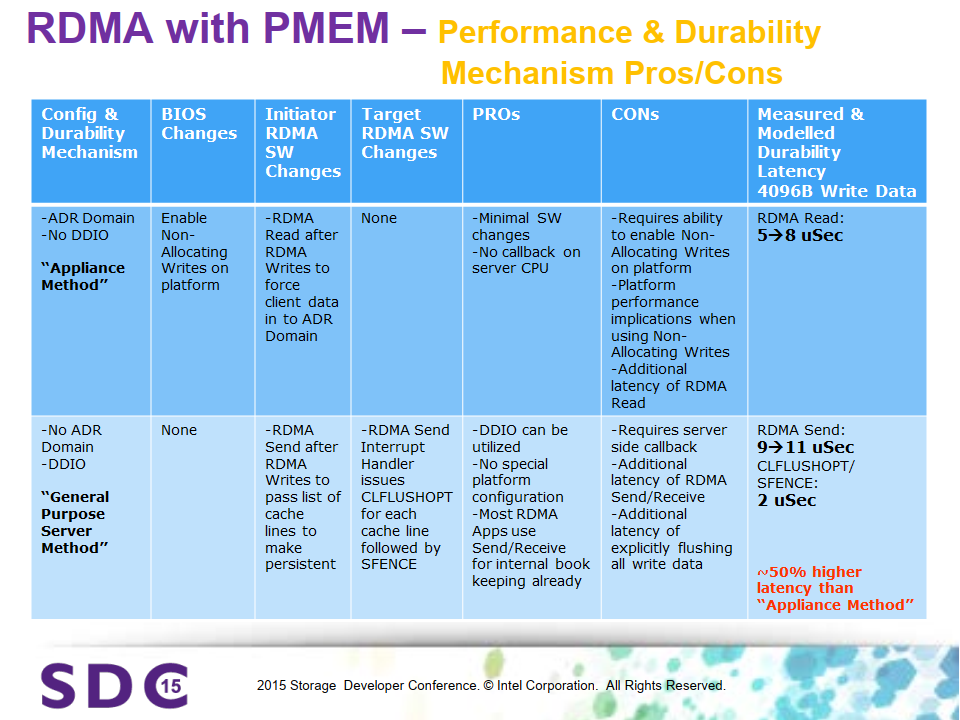 RDMA with PMEM – Performance & Durability
Mechanism Pros/Cons
Config &
Durability
Mechanism
BIOS
Changes
Initiator
RDMA
SW
Changes
Target
RDMA SW
Changes
PROs
CONs
Measured &
Modelled
Durability
Latency
4096B Write Data
-ADR Domain
-No DDIO
“Appliance
Method”
Enable
Non-
Allocating
Writes on
platform
-RDMA
Read after
RDMA
Writes to
force
client data
in to ADR
Domain
None
-Minimal SW
changes
-No callback on
server CPU
-Requires ability
to enable Non-
Allocating Writes
on platform
-Platform
performance
implications when
using Non-
Allocating Writes
-Additional
latency of RDMA
Read
RDMA Read:
5→8 uSec
-No ADR
Domain
-DDIO
“General
Purpose
Server
Method”
None
-RDMA
Send after
RDMA
Writes to
pass list of
cache
lines to
make
persistent
-RDMA Send
Interrupt
Handler
issues
CLFLUSHOPT
for each
cache line
followed by
SFENCE
-DDIO can be
utilized
-No special
platform
configuration
-Most RDMA
Apps use
Send/Receive
for internal book
keeping already
-Requires server
side callback
-Additional
latency of RDMA
Send/Receive
-Additional
latency of
explicitly flushing
all write data
RDMA Send:
9→11 uSec
CLFLUSHOPT/
SFENCE:
2 uSec
~50% higher
latency than
“Appliance Method”
SDC 15
2015 Storage Developer Conference. © Intel Corporation. All Rights Reserved.